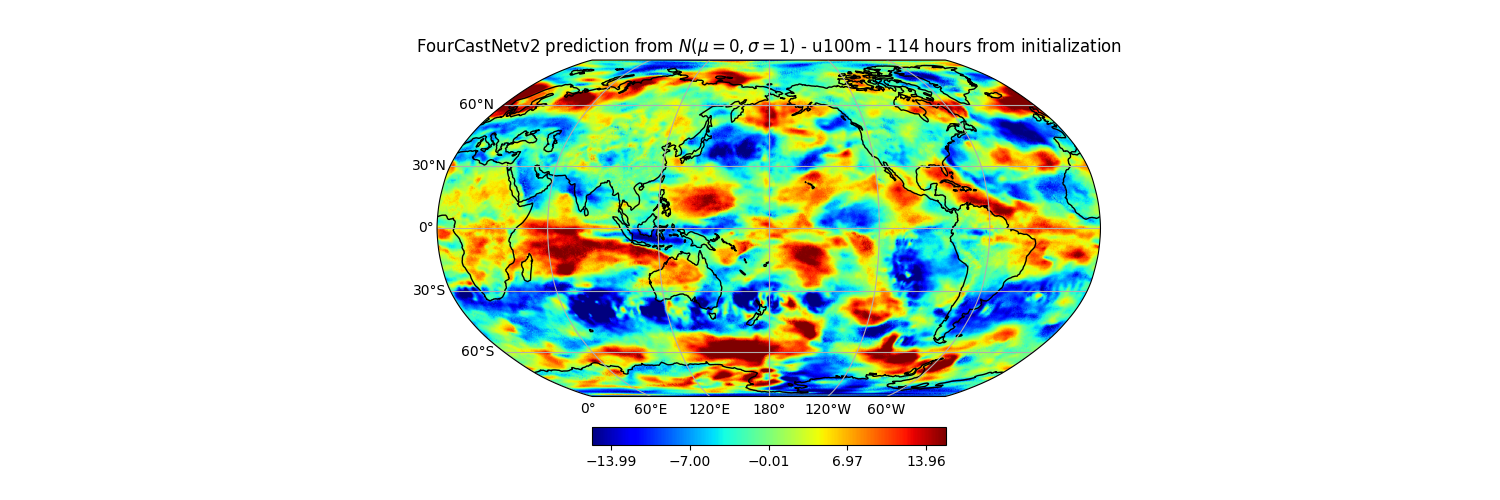 FourCastNetv2 prediction from N(μ = 0, σ = 1) - u100m - 114 hours from initialization
60°N
30°N
0°
30°S
60°S
0° 60°E 120°E 180° 120°W 60°W
−13.99 −7.00 −0.01 6.97 13.96